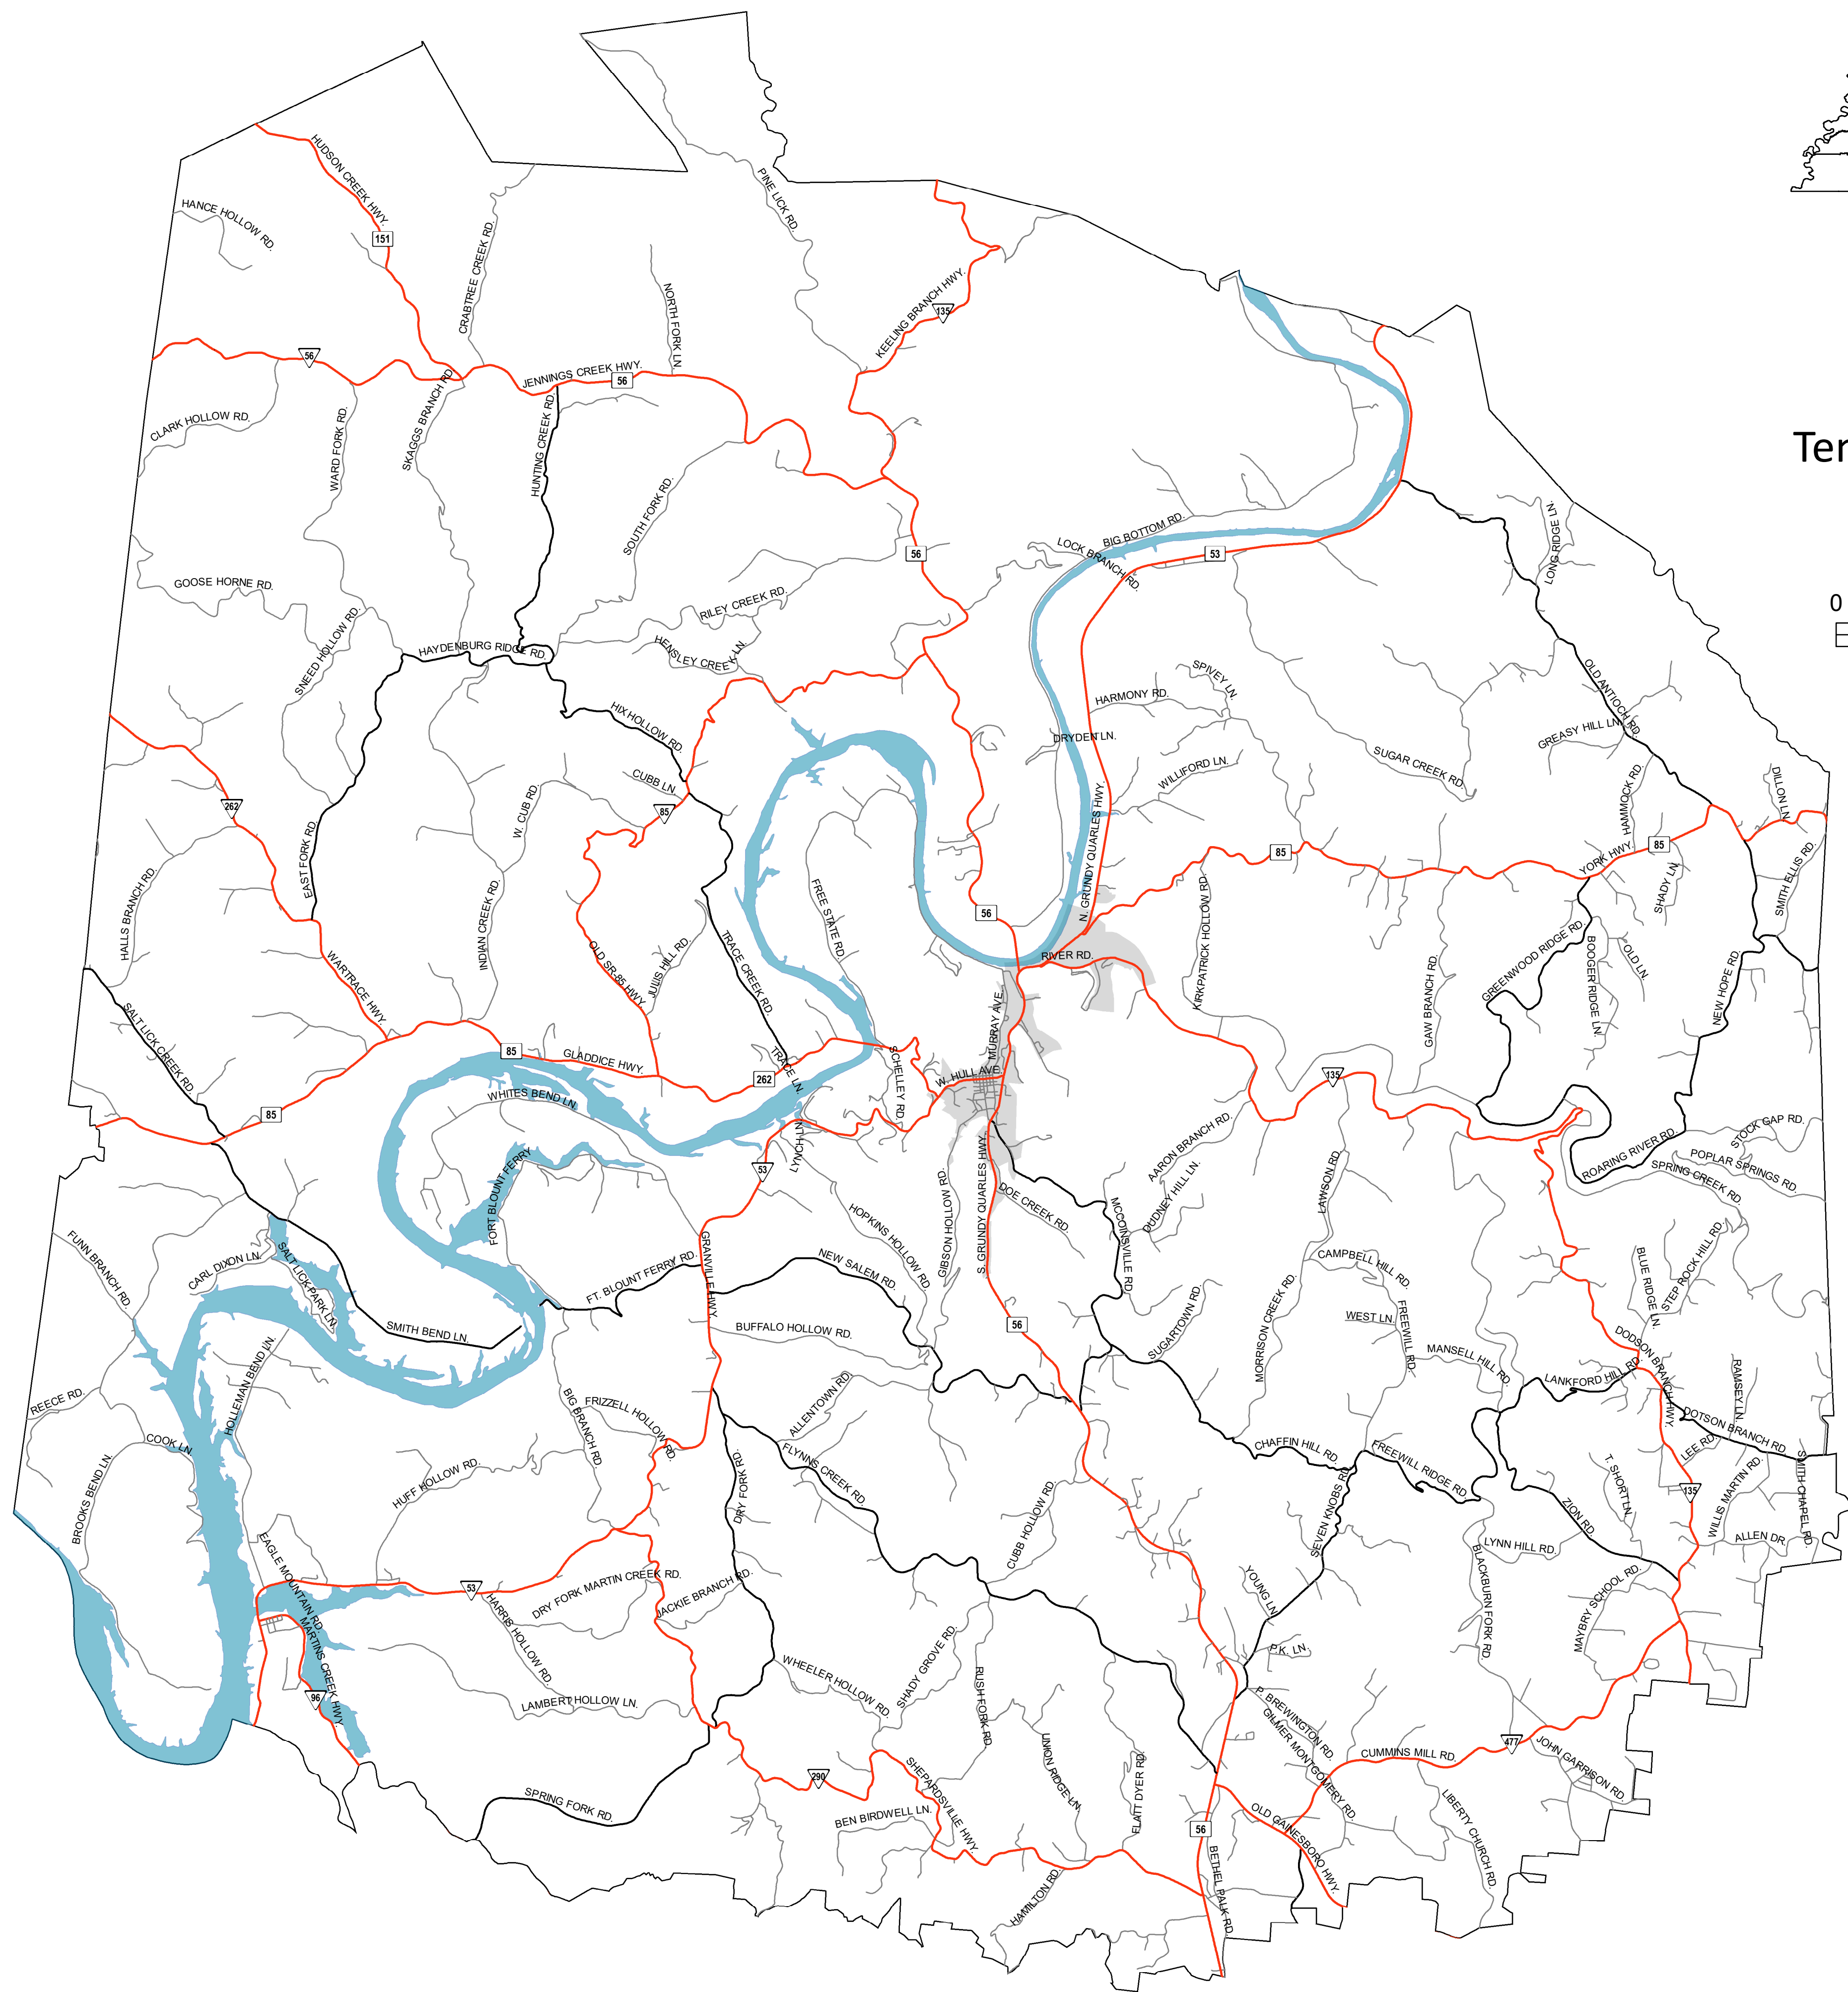 HUDSON CREEK HWY.
PINE LICK RD.
HANCE HOLLOW RD.
151
CRABTREE CREEK RD.
NORTH FORK LN.
KEELING BRANCH HWY.
135
56
JENNINGS CREEK HWY.
56
SKAGGS BRANCH RD.
CLARK HOLLOW RD.
WARD FORK RD.
HUNTING CREEK RD.
Ter
SOUTH FORK RD.
56
LOCK BRANCH RD.
BIG BOTTOM RD.
53
LONG RIDGE LN.
GOOSE HORNE RD.
RILEY CREEK RD.
0
SNEED HOLLOW RD.
HAYDENBURG RIDGE RD.
HENSLEY CREEK LN.
SPIVEY LN.
HARMONY RD.
OLD ANTIOCH RD.
HIX HOLLOW RD.
DRYDEN LN.
GREASY HILL LN.
SUGAR CREEK RD.
WILLIFORD LN.
CUBB LN.
85
262
W. CUB RD.
HAMMOCK RD.
DILLON LN.
N. GRUNDY QUARLES HWY.
EAST FORK RD.
85
YORK HWY.
85
SHADY LN.
SMITH ELLIS RD.
HALLS BRANCH RD.
INDIAN CREEK RD.
FREE STATE RD.
56
KIRKPATRICK HOLLOW RD.
TRACE CREEK RD.
OLD SR-85 HWY.
JULIS HILL RD.
WARTRACE HWY.
RIVER RD.
GAW BRANCH RD.
GREENWOOD RIDGE RD.
BOOGER RIDGE LN.
OLD LN.
NEW HOPE RD.
SALT LICK CREEK RD.
MURRAY AVE.
85
GLADDICE HWY.
262
TRACE LN.
SCHELLEY RD.
W. HULL AVE.
135
WHITES BEND LN.
85
LYNCH LN.
53
AARON BRANCH RD.
DUDNEY HILL LN.
LAWSON RD.
ROARING RIVER RD.
STOCK GAP RD.
POPLAR SPRINGS RD.
SPRING CREEK RD.
FORT BLOUNT FERRY
HOPKINS HOLLOW RD.
GIBSON HOLLOW RD.
S. GRUNDY QUARLES HWY.
DOE CREEK RD.
MCCOINSVILLE RD.
FUNN BRANCH RD.
CARL DIXON LN.
SALT LICK PARK LN.
GRANVILLE HWY.
FT. BLOUNT FERRY RD.
NEW SALEM RD.
CAMPBELL HILL RD.
BLUE RIDGE LN.
STEP ROCK HILL RD.
SMITH BEND LN.
BUFFALO HOLLOW RD.
56
SUGARTOWN RD.
MORRISON CREEK RD.
WEST LN.
FREEWILL RD.
MANSELL HILL RD.
DODSON BRANCH HWY.
LANKFORD HILL RD.
RAMSEY LN.
HOLLEMAN BEND LN.
REECE RD.
COOK LN.
BIG BRANCH RD.
FRIZZELL HOLLOW RD.
ALLENTOWN RD.
DOTSON BRANCH RD.
LEE RD.
CHAFFIN HILL RD.
FREEWILL RIDGE RD.
BROOKS BEND LN.
HUFF HOLLOW RD.
DRY FORK RD.
FLYNNS CREEK RD.
CUBB HOLLOW RD.
SEVEN KNOBS RD.
T. SHORT LN.
ZION RD.
135
WILLIS MARTIN RD.
SMITH CHAPEL RD.
ALLEN DR.
LYNN HILL RD.
BLACKBURN FORK RD.
MAYBRY SCHOOL RD.
EAGLE MOUNTAIN RD.
53
HARRIS HOLLOW RD.
DRY FORK MARTIN CREEK RD.
JACKIE BRANCH RD.
YOUNG LN.
P.K. LN.
MARTINS CREEK HWY.
96
LAMBERT HOLLOW LN.
WHEELER HOLLOW RD.
SHADY GROVE RD.
RUSH FORK RD.
P. BREWINGTON RD.
GILMER MONTGOMERY RD.
CUMMINS MILL RD.
477
JOHN GARRISON RD.
SPRING FORK RD.
290
SHEPARDSVILLE HWY.
BEN BIRDWELL LN.
UNION RIDGE LN.
FLATT DYER RD.
56
OLD GAINESBORO HWY.
LIBERTY CHURCH RD.
BETHEL PALK RD.
HAMILTON RD.